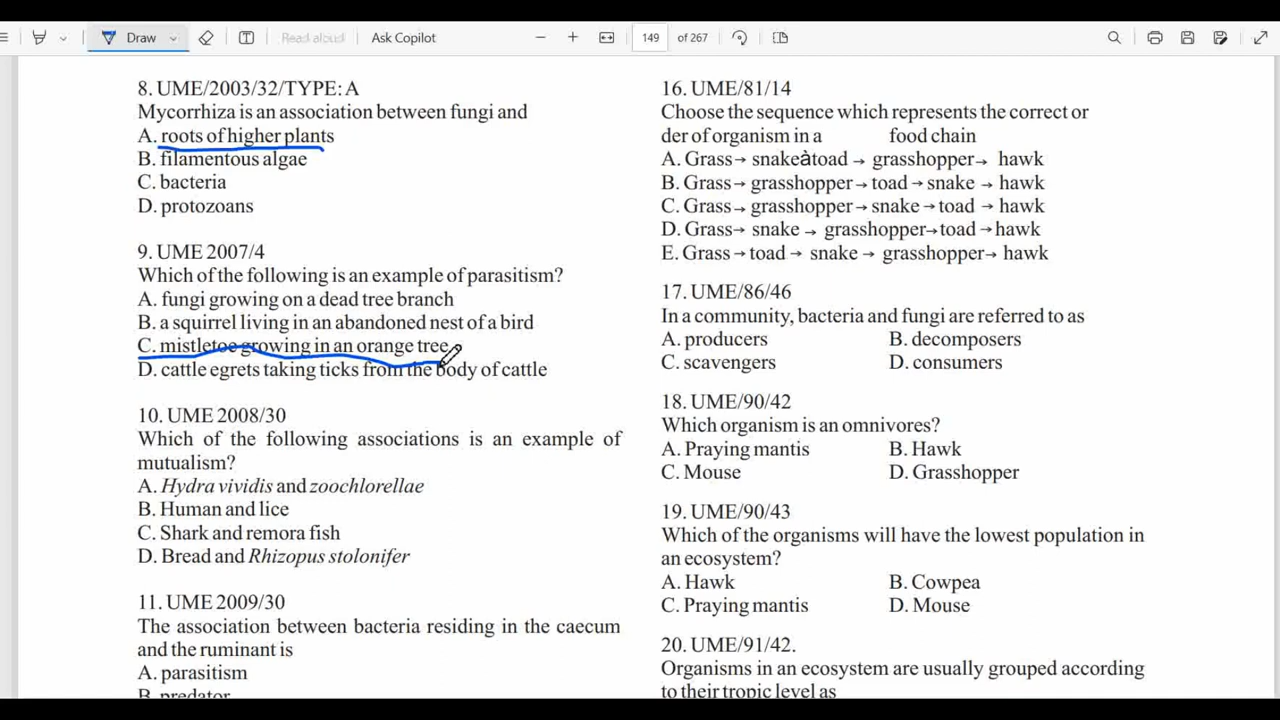 Draw
Read aloud
Ask Copilot
149 of 267
8. UME/2003/32/TYPE: A
Mycorrhiza is an association between fungi and
A. roots of higher plants
B. filamentous algae
C. bacteria
D. protozoans
9. UME 2007/4
Which of the following is an example of parasitism?
A. fungi growing on a dead tree branch
B. a squirrel living in an abandoned nest of a bird
C. mistletoe growing in an orange tree
D. cattle egrets taking ticks from the body of cattle
10. UME 2008/30
Which of the following associations is an example of
mutualism?
A. Hydra vividis and zoochlorellae
B. Human and lice
C. Shark and remora fish
D. Bread and Rhizopus stolonifer
11. UME 2009/30
The association between bacteria residing in the caecum
and the ruminant is
A. parasitism
B. predator
16. UME/81/14
Choose the sequence which represents the correct or
der of organism in a food chain
A. Grass→ snakeàtoad → grasshopper→ hawk
B. Grass→ grasshopper→ toad→ snake → hawk
C. Grass→ grasshopper→ snake→ toad → hawk
D. Grass→ snake → grasshopper→ toad → hawk
E. Grass→ toad → snake → grasshopper→ hawk
17. UME/86/46
In a community, bacteria and fungi are referred to as
A. producers B. decomposers
C. scavengers D. consumers
18. UME/90/42
Which organism is an omnivores?
A. Praying mantis B. Hawk
C. Mouse D. Grasshopper
19. UME/90/43
Which of the organisms will have the lowest population in
an ecosystem?
A. Hawk B. Cowpea
C. Praying mantis D. Mouse
20. UME/91/42.
Organisms in an ecosystem are usually grouped according
to their tropic level as